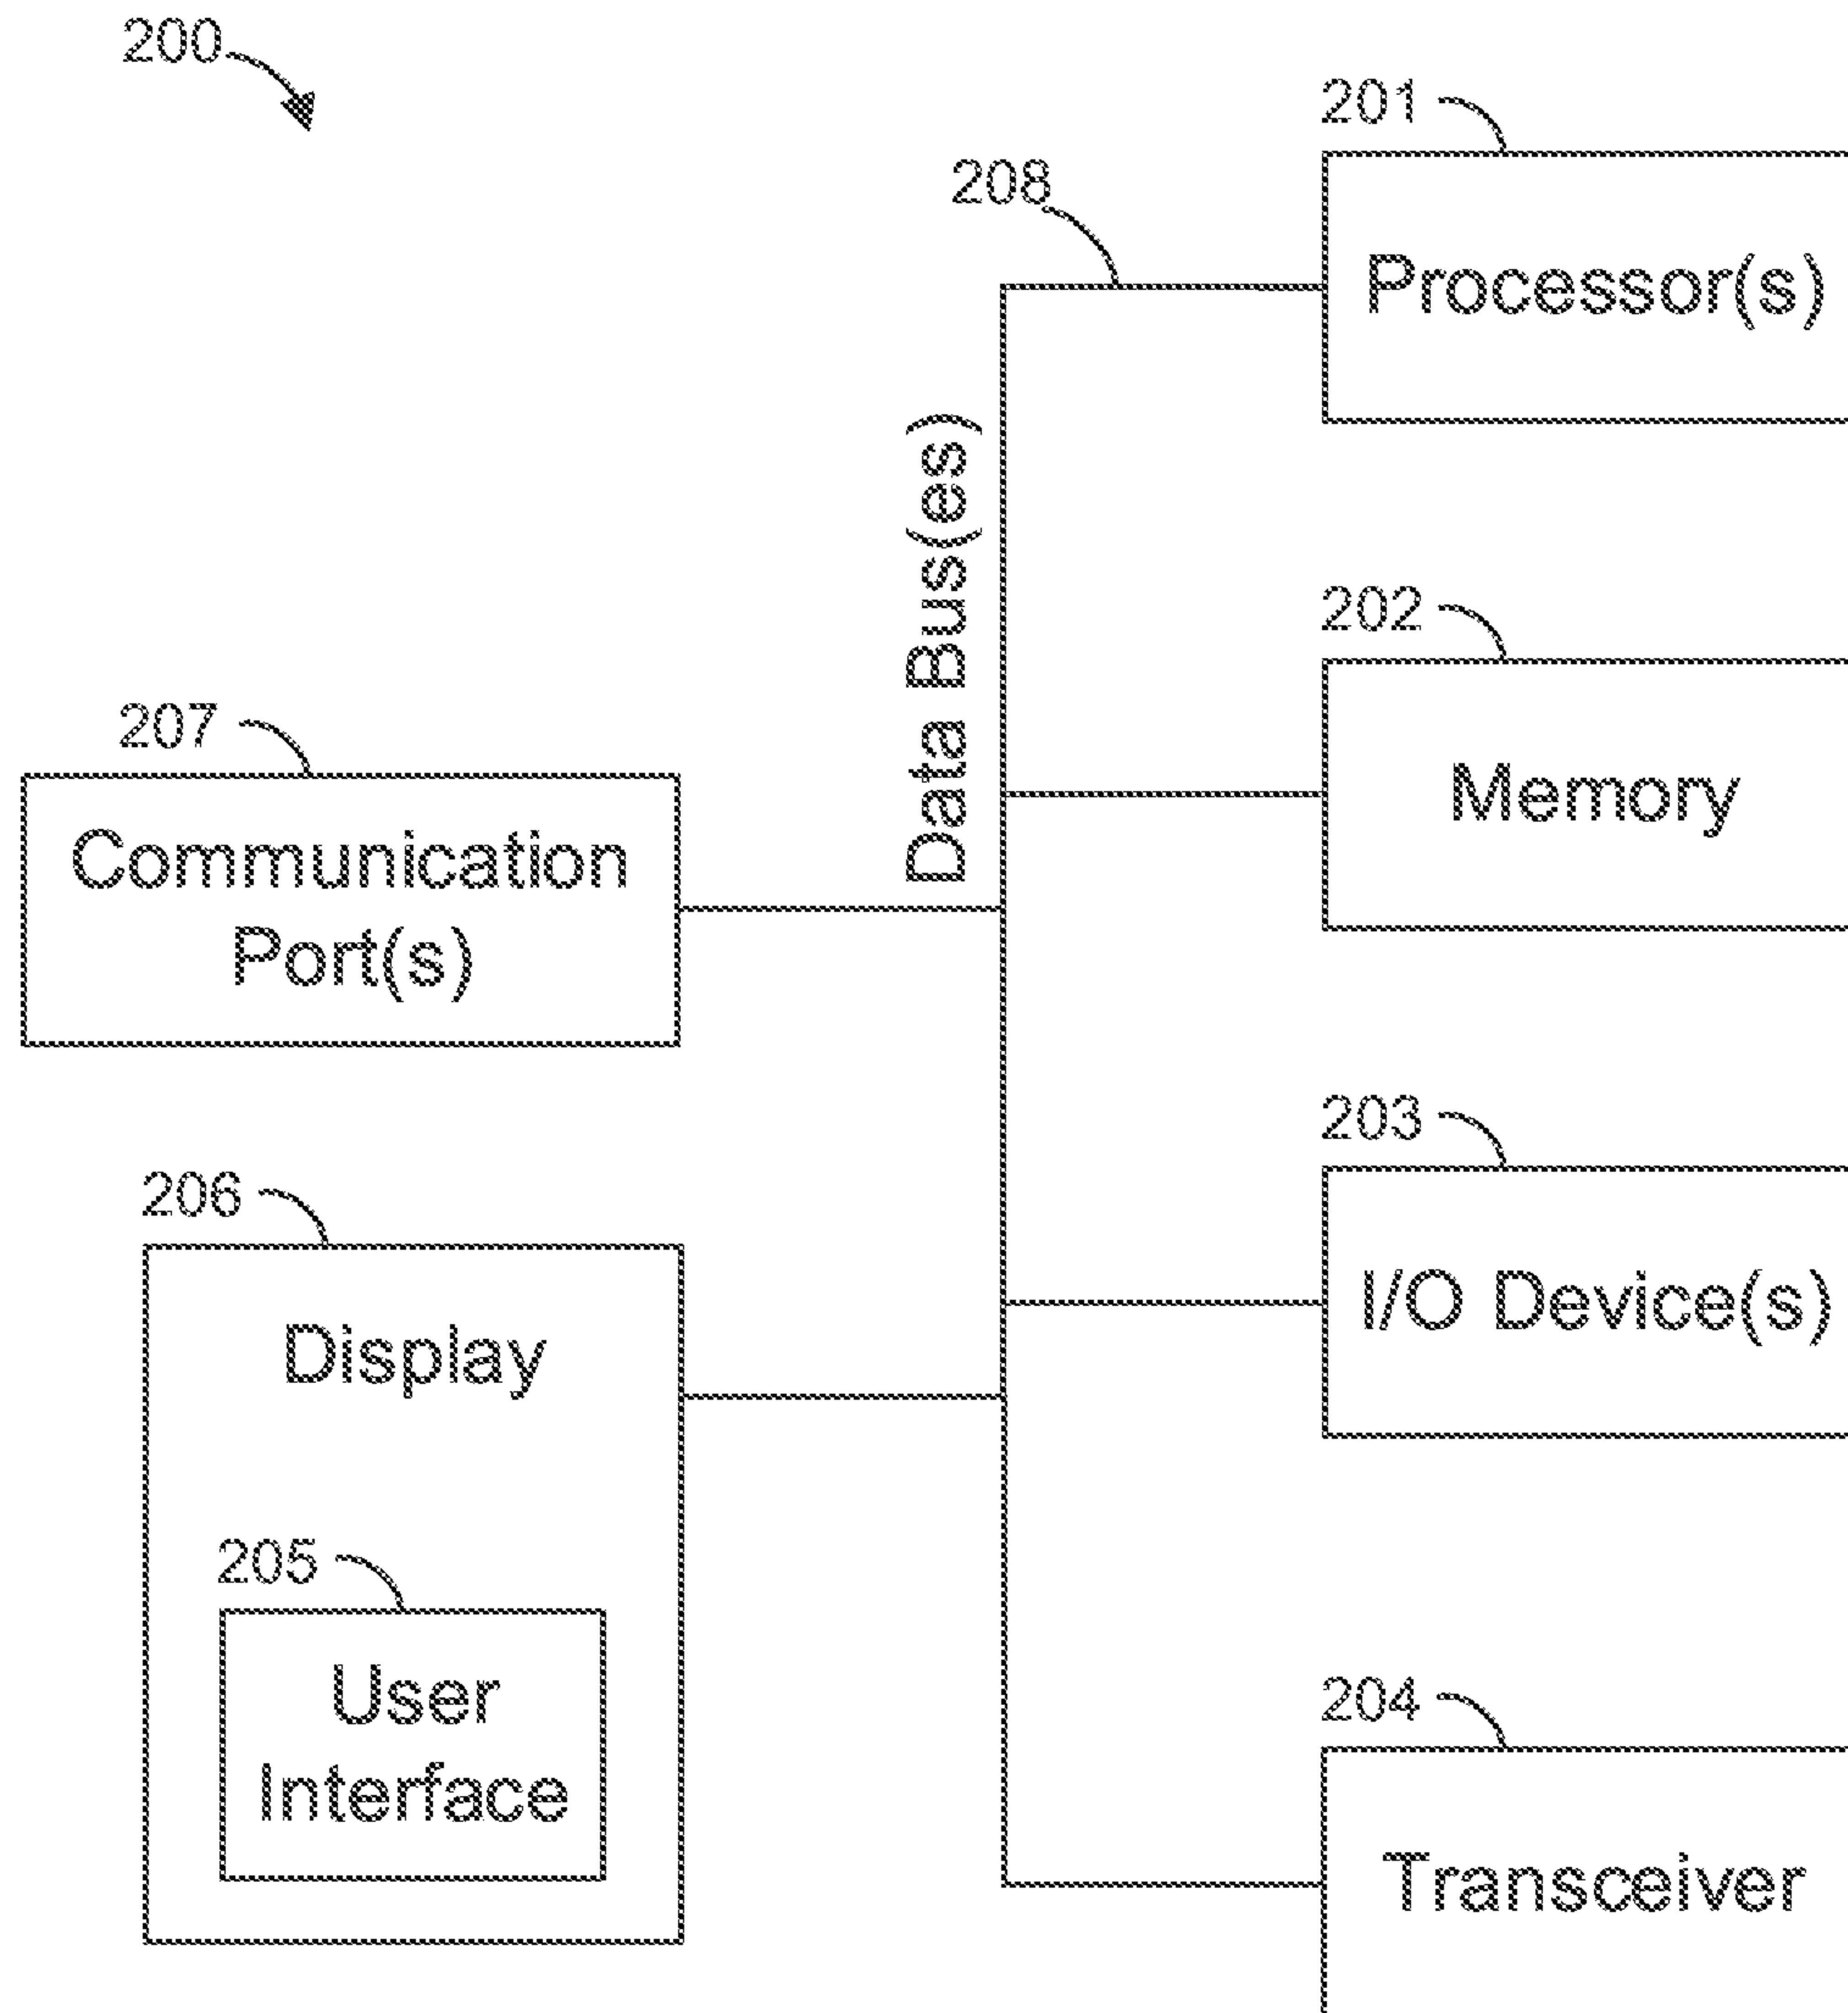 200
201
208
Processor(s)
Data Bus(es)
202
Memory
207
Communication
Port(s)
203
I/O Device(s)
206
Display
205
User
Interface
204
Transceiver